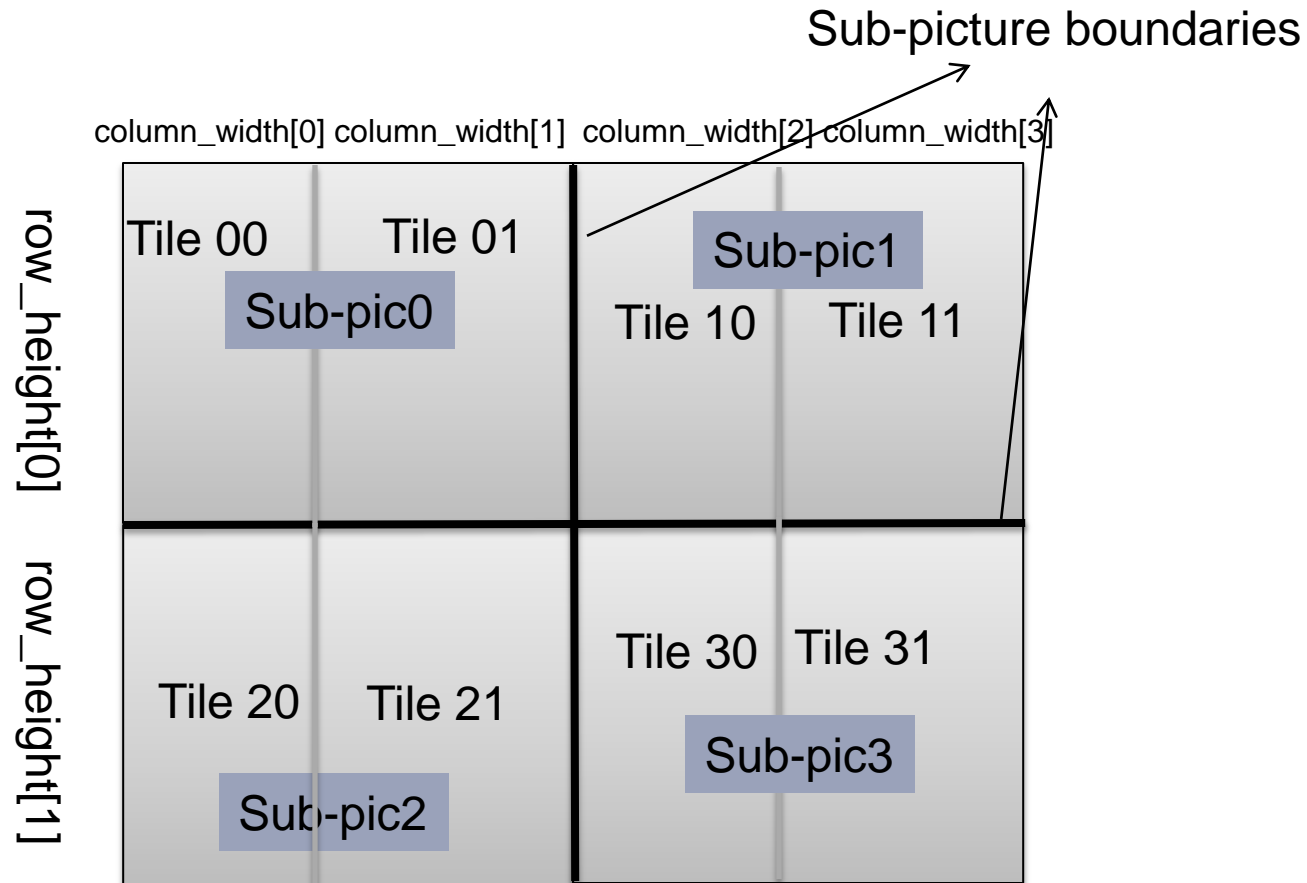 Sub-picture boundaries
column_width[0] column_width[1] column_width[2] column_width[3]
row_height[0]
Tile 00
Tile 01
Sub-pic0
Sub-pic1
Tile 10
Tile 11
row_height[1]
Tile 20
Tile 21
Sub-pic2
Tile 30
Tile 31
Sub-pic3